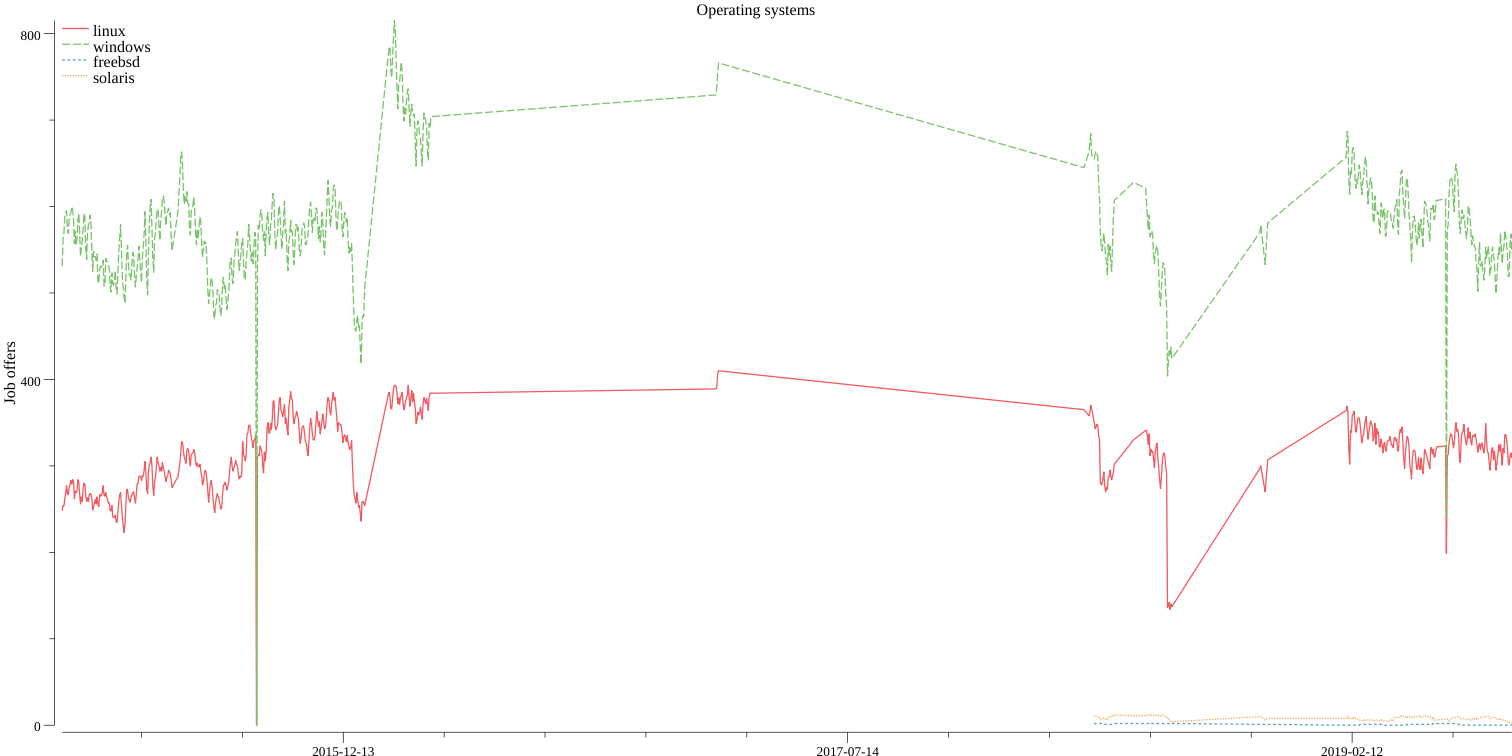 Operating systems
linux
windows
freebsd
solaris
800
400
0
Job offers
2015-12-13
2017-07-14
2019-02-12